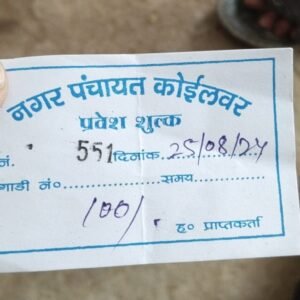 नगर पंचायत कोईलवर
प्रवेश शुल्क
नं. 551 दिनांक 25/08/24
गाडी नं०.................समय.............
100/
ह० प्राप्तकर्ता